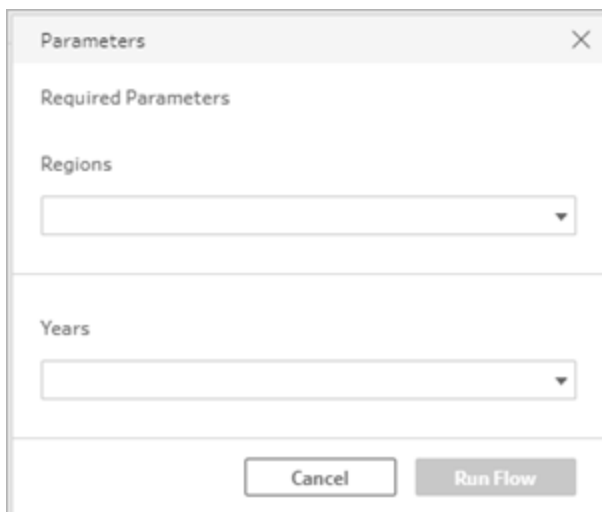 Parameters
Required Parameters
Regions
Years
Cancel
Run Flow